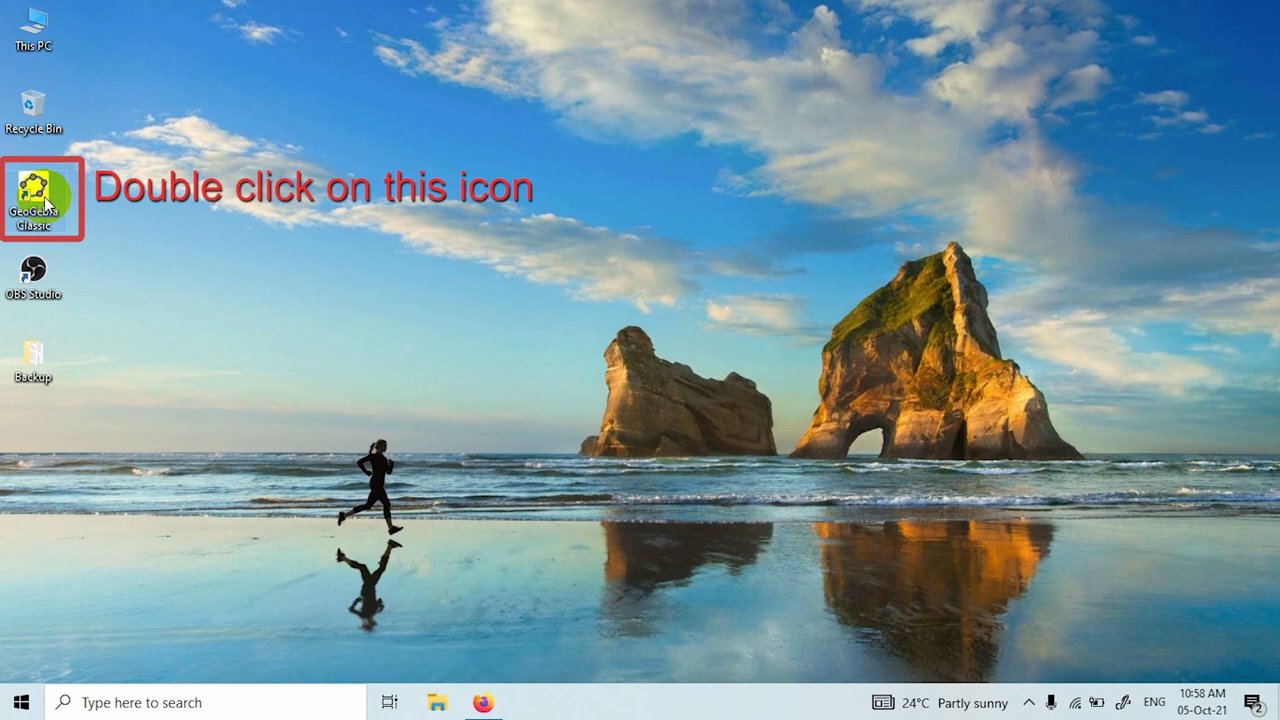 This PC
Recycle Bin
Double click on this icon
GeoGebra
Classic
OBS Studio
Backup
Type here to search
24°C Partly sunny
ENG
10:58 AM
05-Oct-21
2